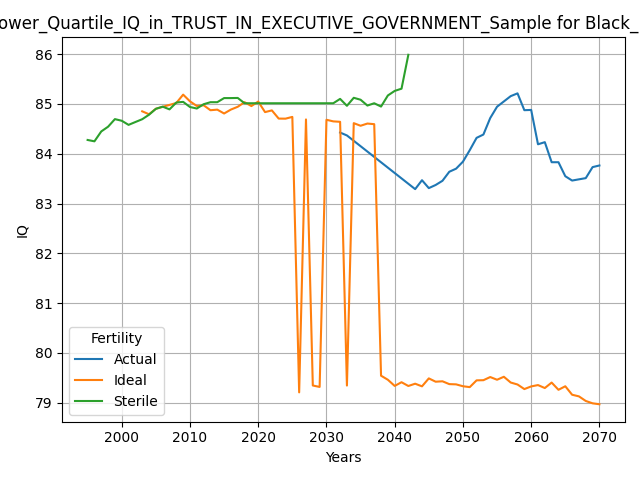 ower_Quartile_IQ_in_TRUST_IN_EXECUTIVE_GOVERNMENT_Sample for Black_
86
85
84
83
82
81
80
79
IQ
Fertility
Actual
Ideal
Sterile
2000 2010 2020 2030 2040 2050 2060 2070
Years